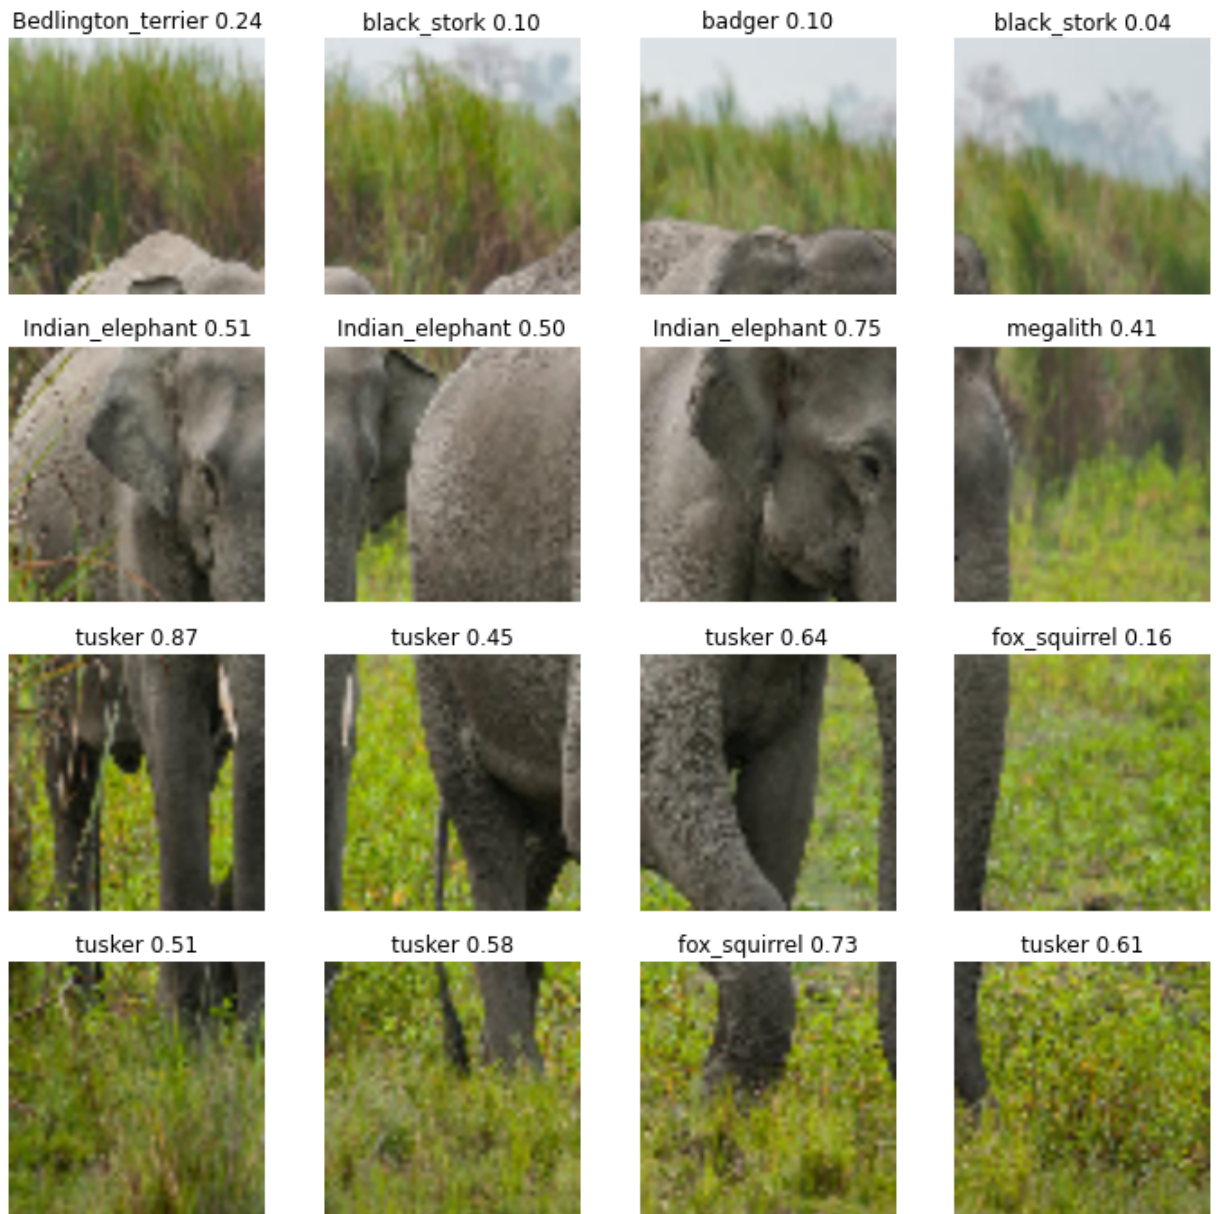 Bedlington_terrier 0.24
black_stork 0.10
badger 0.10
black_stork 0.04
Indian_elephant 0.51
Indian_elephant 0.50
Indian_elephant 0.75
megalith 0.41
tusker 0.87
tusker 0.45
tusker 0.64
fox_squirrel 0.16
tusker 0.51
tusker 0.58
fox_squirrel 0.73
tusker 0.61